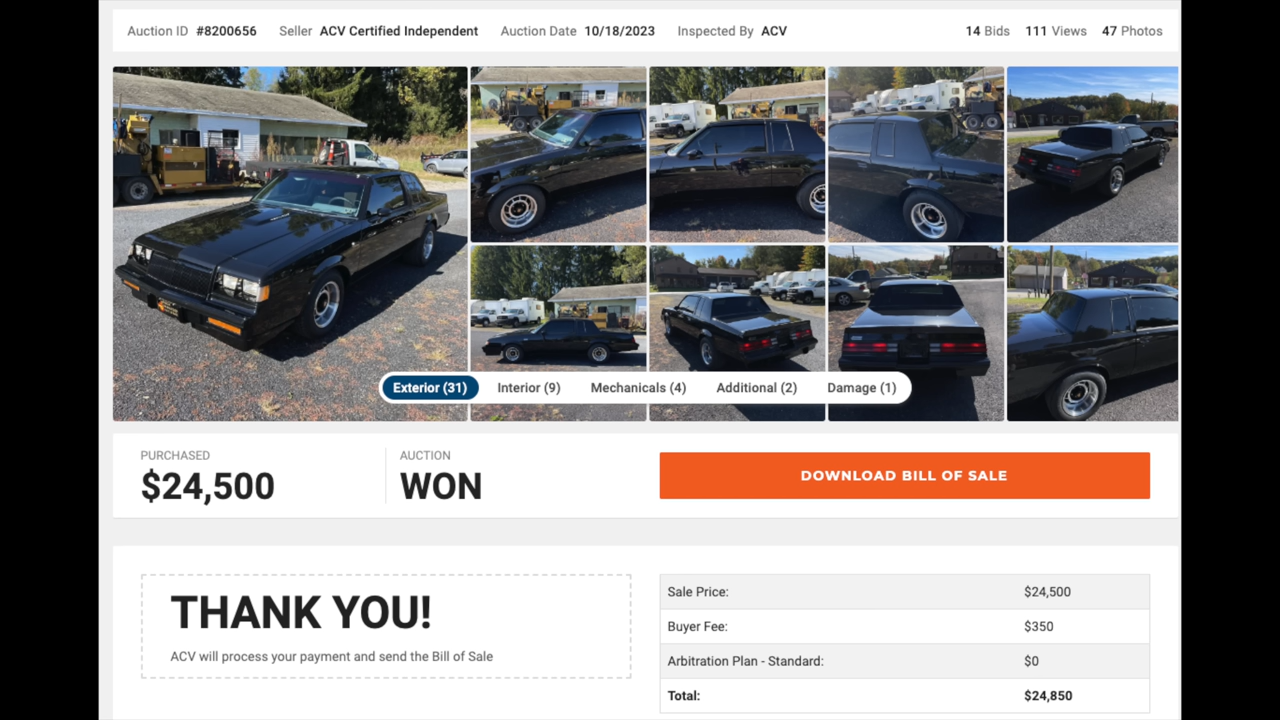 Auction ID #8200656 Seller ACV Certified Independent Auction Date 10/18/2023 Inspected By ACV 14 Bids 111 Views 47 Photos
Exterior (31) Interior (9) Mechanicals (4) Additional (2) Damage (1)
PURCHASED
$24,500
AUCTION
WON
DOWNLOAD BILL OF SALE
THANK YOU!
ACV will process your payment and send the Bill of Sale
Sale Price: $24,500
Buyer Fee: $350
Arbitration Plan - Standard: $0
Total: $24,850